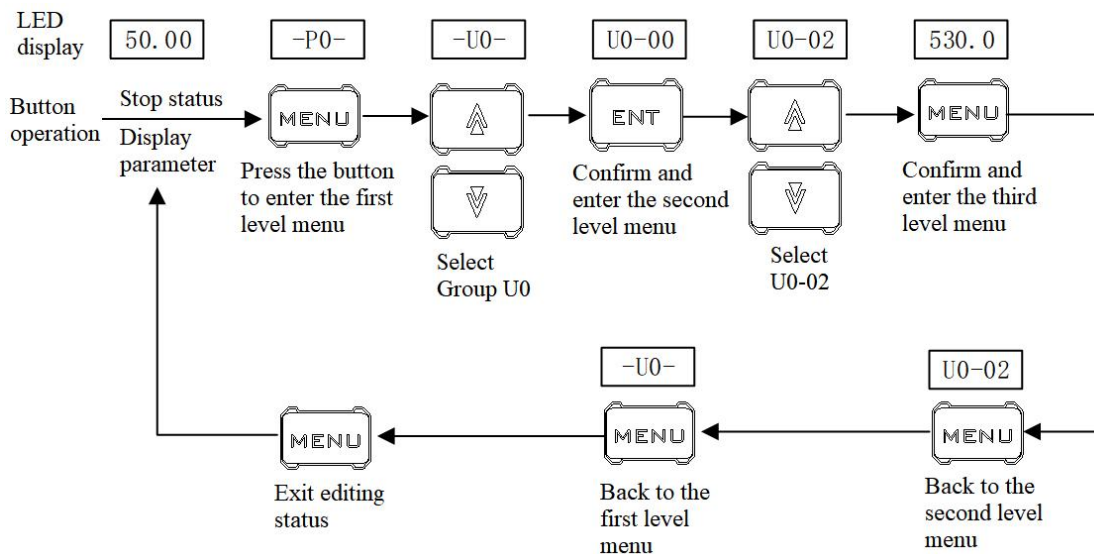 LED
display
50.00
-P0-
-U0-
U0-00
U0-02
530.0
Button
operation
Stop status
Display
parameter
MENU
ENT
MENU
Press the button
to enter the first
level menu
Select
Group U0
Confirm and
enter the second
level menu
Select
U0-02
Confirm and
enter the third
level menu
-U0-
U0-02
MENU
MENU
MENU
Exit editing
status
Back to the
first level
menu
Back to the
second level
menu